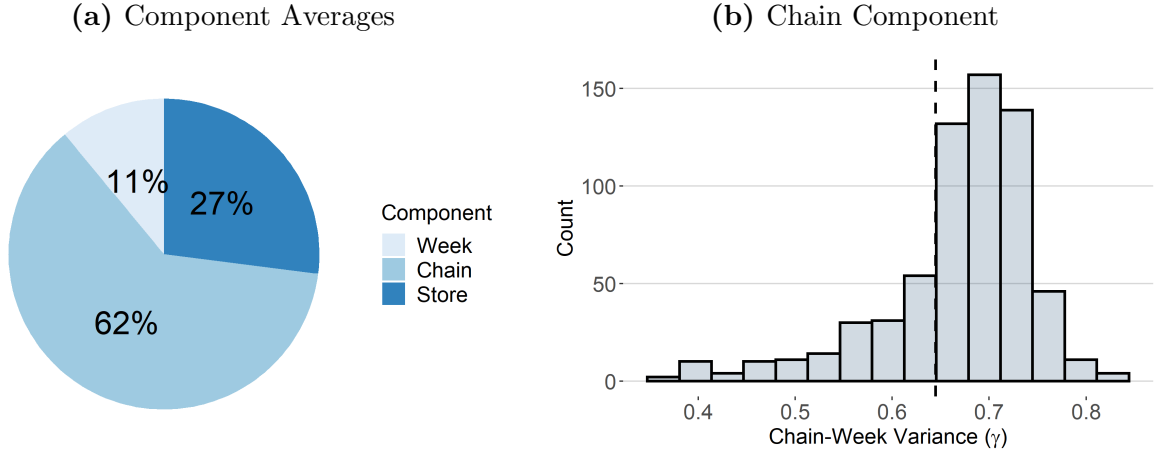 (a) Component Averages
11%
27%
62%
Component
Week
Chain
Store
(b) Chain Component
Count
150
100
50
0
0.4 0.5 0.6 0.7 0.8
Chain-Week Variance (γ)